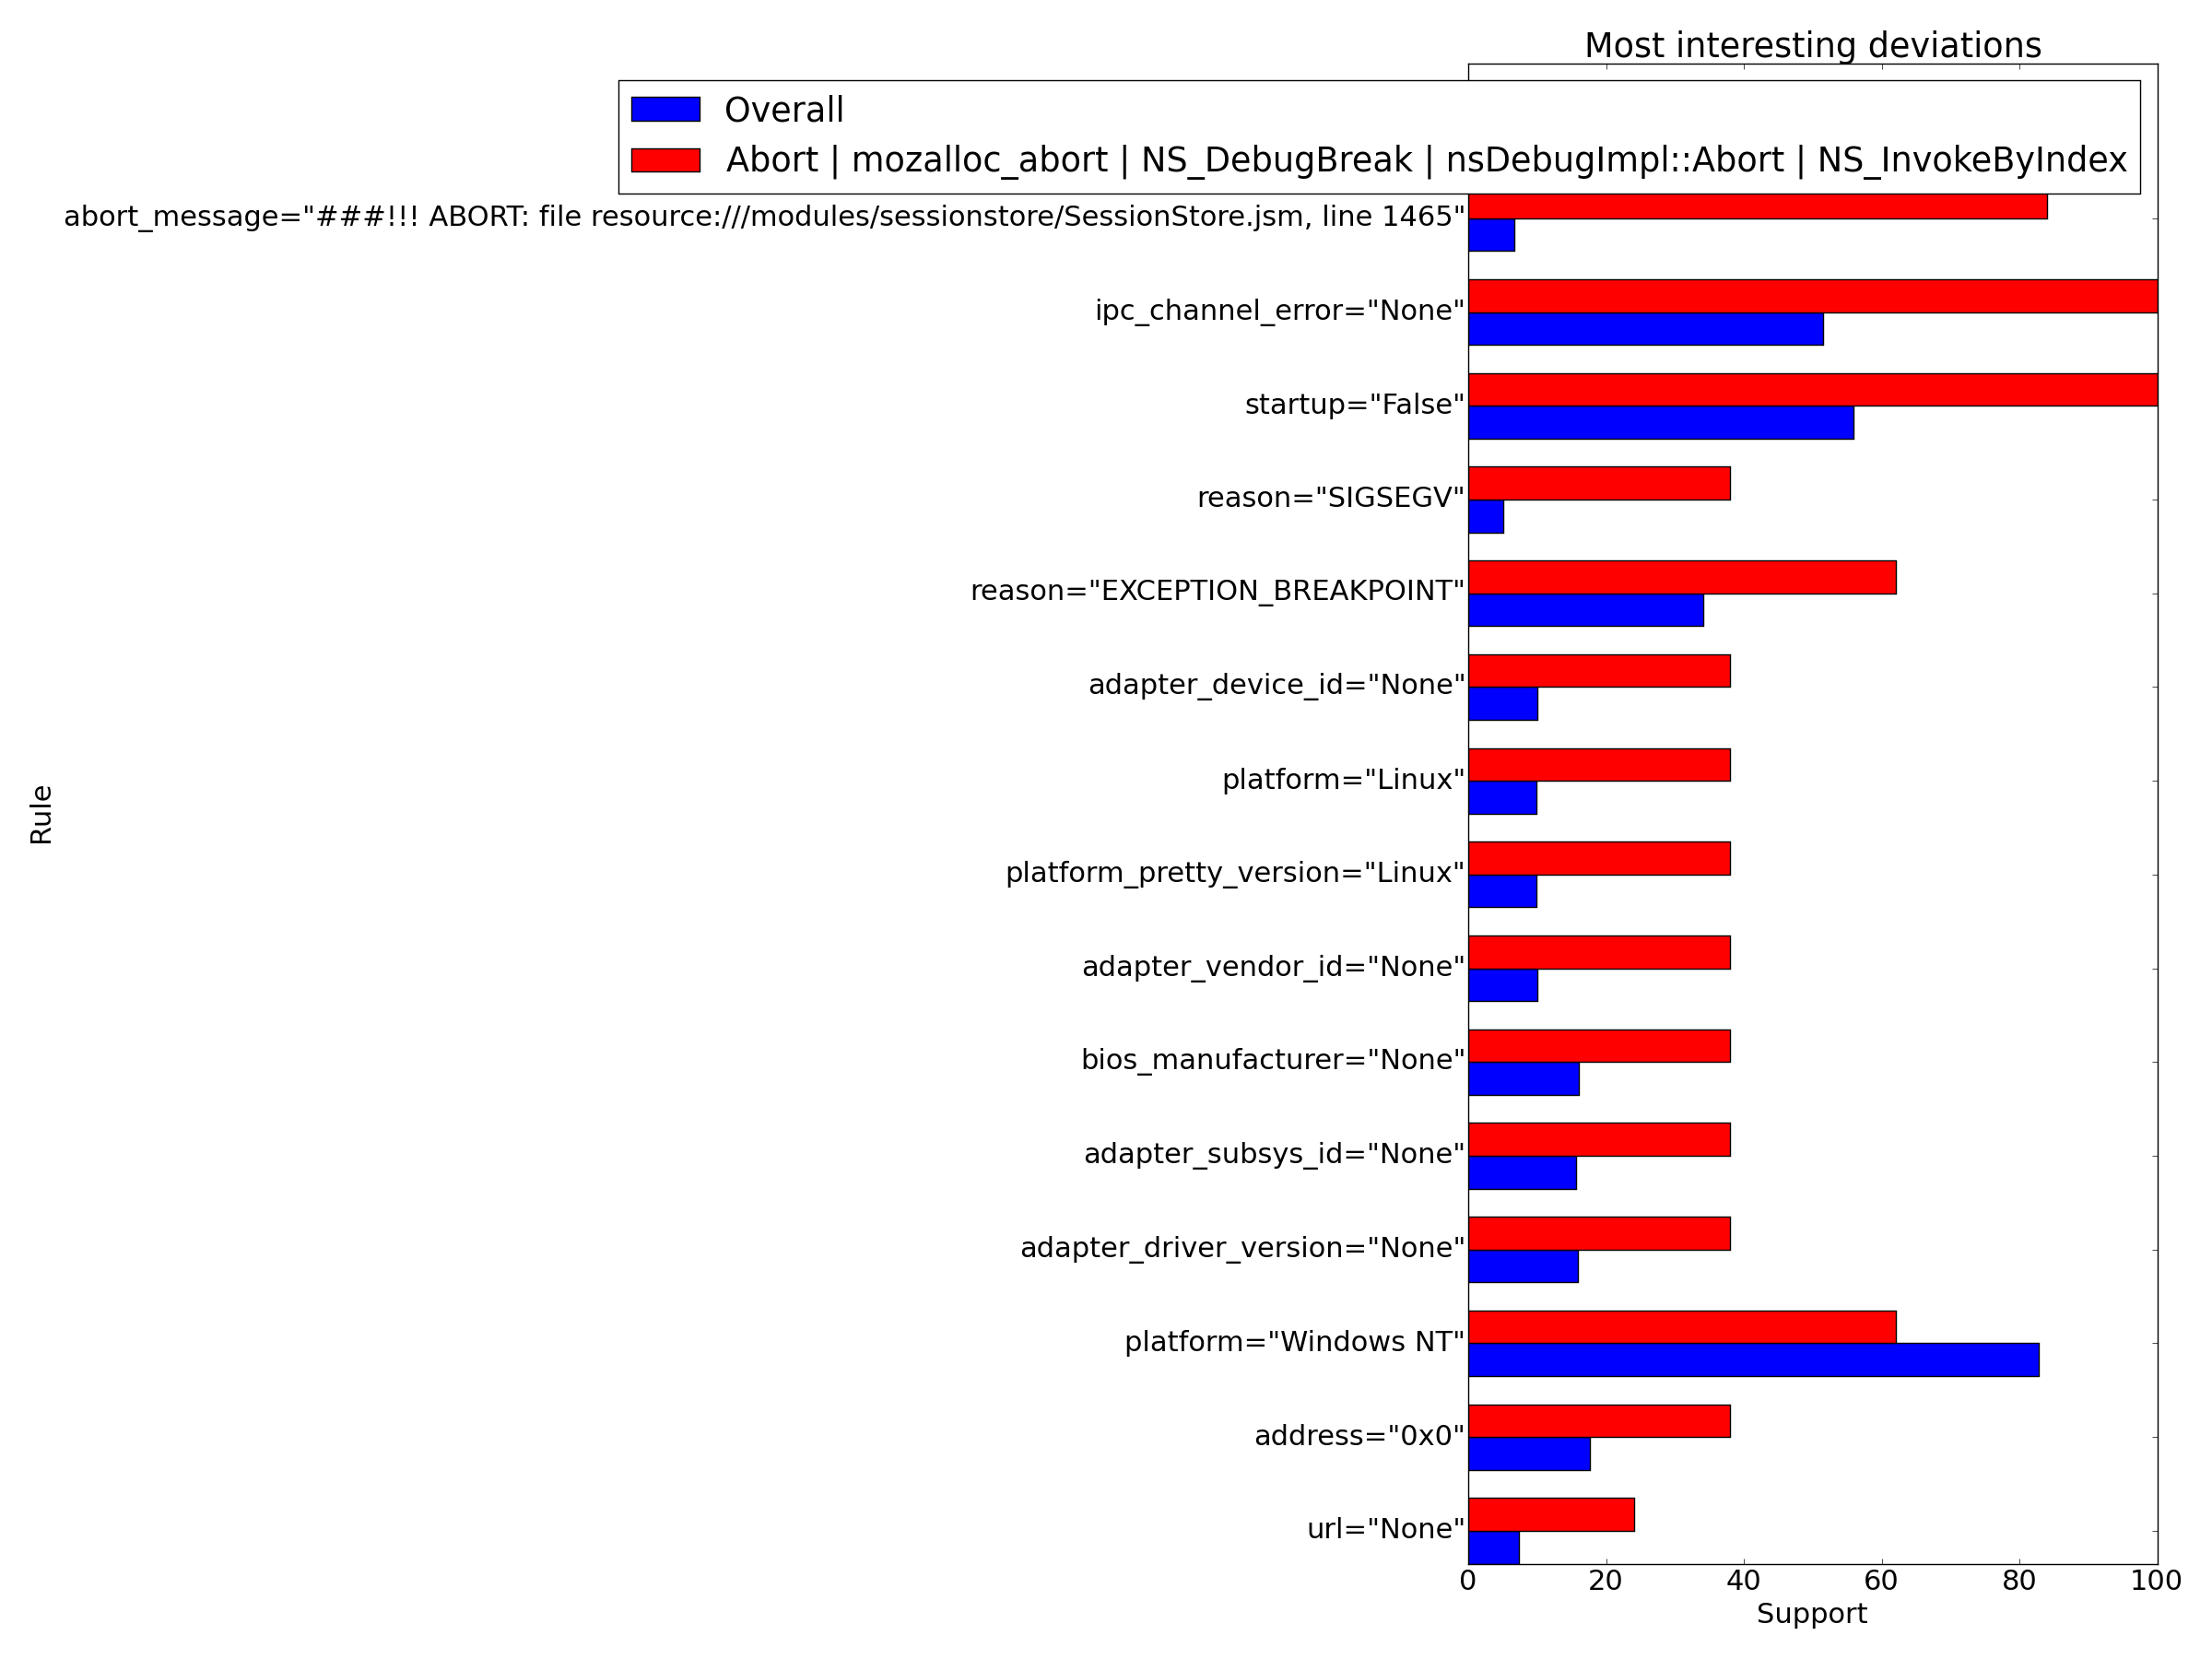 Most interesting deviations
Overall
Abort | mozalloc_abort | NS_DebugBreak | nsDebugImpl::Abort | NS_InvokeByIndex
abort_message="###!!! ABORT: file resource:///modules/sessionstore/SessionStore.jsm, line 1465"
ipc_channel_error="None"
startup="False"
reason="SIGSEGV"
reason="EXCEPTION_BREAKPOINT"
adapter_device_id="None"
platform="Linux"
Rule
platform_pretty_version="Linux"
adapter_vendor_id="None"
bios_manufacturer="None"
adapter_subsys_id="None"
adapter_driver_version="None"
platform="Windows NT"
address="0x0"
url="None"
0 20 40 60 80 100
Support